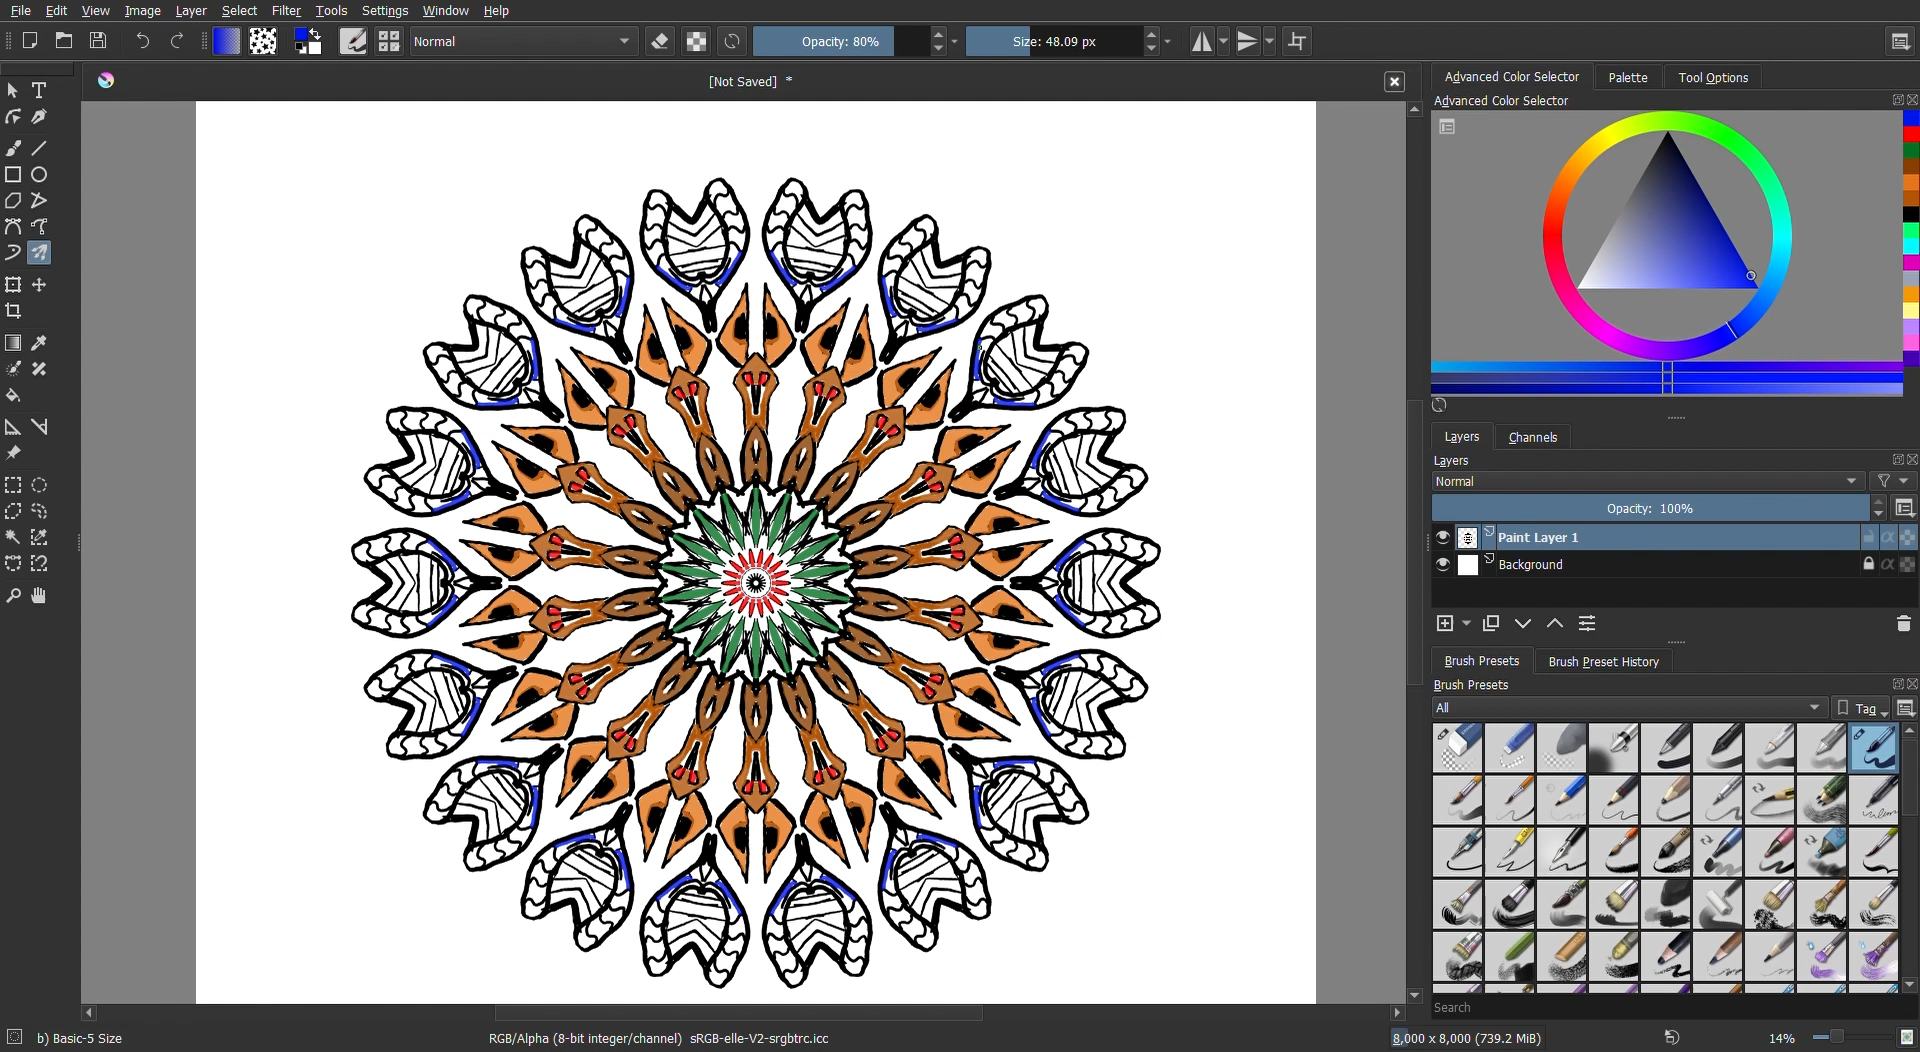 File Edit View Image Layer Select Filter Tools Settings Window Help
Normal Opacity: 80% Size: 48.09 px
[Not Saved] *
Advanced Color Selector Palette Tool Options
Advanced Color Selector
Layers Channels
Layers
Normal
Opacity: 100%
Paint Layer 1
Background
Brush Presets Brush Preset History
Brush Presets
All Tag
Search
b) Basic-5 Size RGB/Alpha (8-bit integer/channel) sRGB-elle-V2-srgbtrc.icc 8,000 x 8,000 (739.2 MiB) 14%